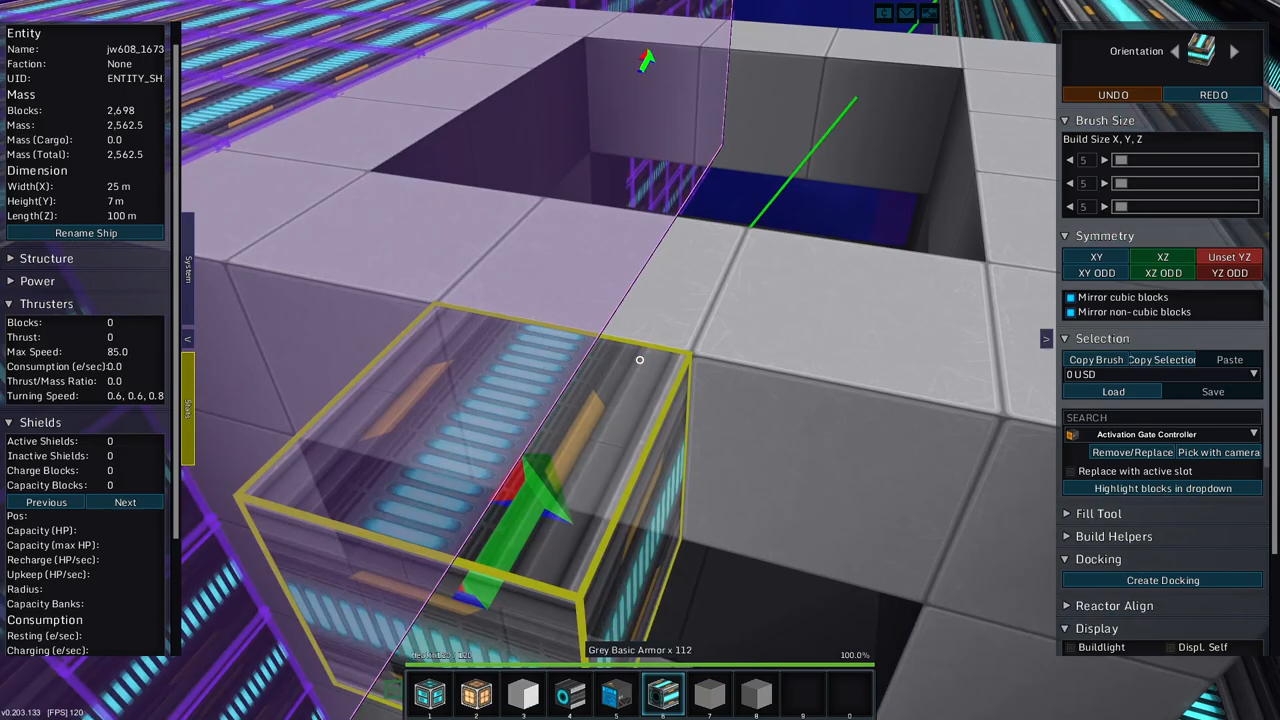 Entity
Name: jw608_1673
Faction: None
UID: ENTITY_SH
Mass
Blocks: 2,698
Mass: 2,562.5
Mass (Cargo): 0.0
Mass (Total): 2,562.5
Dimension
Width(X): 25 m
Height(Y): 7 m
Length(Z): 100 m
Rename Ship
Structure
Power
Thrusters
Blocks: 0
Thrust: 0
Max Speed: 85.0
Consumption (e/sec): 0.0
Thrust/Mass Ratio: 0.0
Turning Speed: 0.6, 0.6, 0.8
Shields
Active Shields: 0
Inactive Shields: 0
Charge Blocks: 0
Capacity Blocks: 0
Previous Next
Pos:
Capacity (HP):
Capacity (max HP):
Recharge (HP/sec):
Upkeep (HP/sec):
Radius:
Capacity Banks:
Consumption
Resting (e/sec):
Charging (e/sec):
System
<
Stats
v0.203.133 [FPS] 120
Grey Basic Armor x 112
100.0%
1 2 3 4 5 6 7 8 9 0
Orientation
UNDO REDO
Brush Size
Build Size X, Y, Z
5
5
5
Symmetry
XY XZ Unset YZ
XY ODD XZ ODD YZ ODD
Mirror cubic blocks
Mirror non-cubic blocks
>
Selection
Copy Brush Copy Selection Paste
0 USD
Load Save
SEARCH
Activation Gate Controller
Remove/Replace Pick with camera
Replace with active slot
Highlight blocks in dropdown
Fill Tool
Build Helpers
Docking
Create Docking
Reactor Align
Display
Buildlight Displ. Self